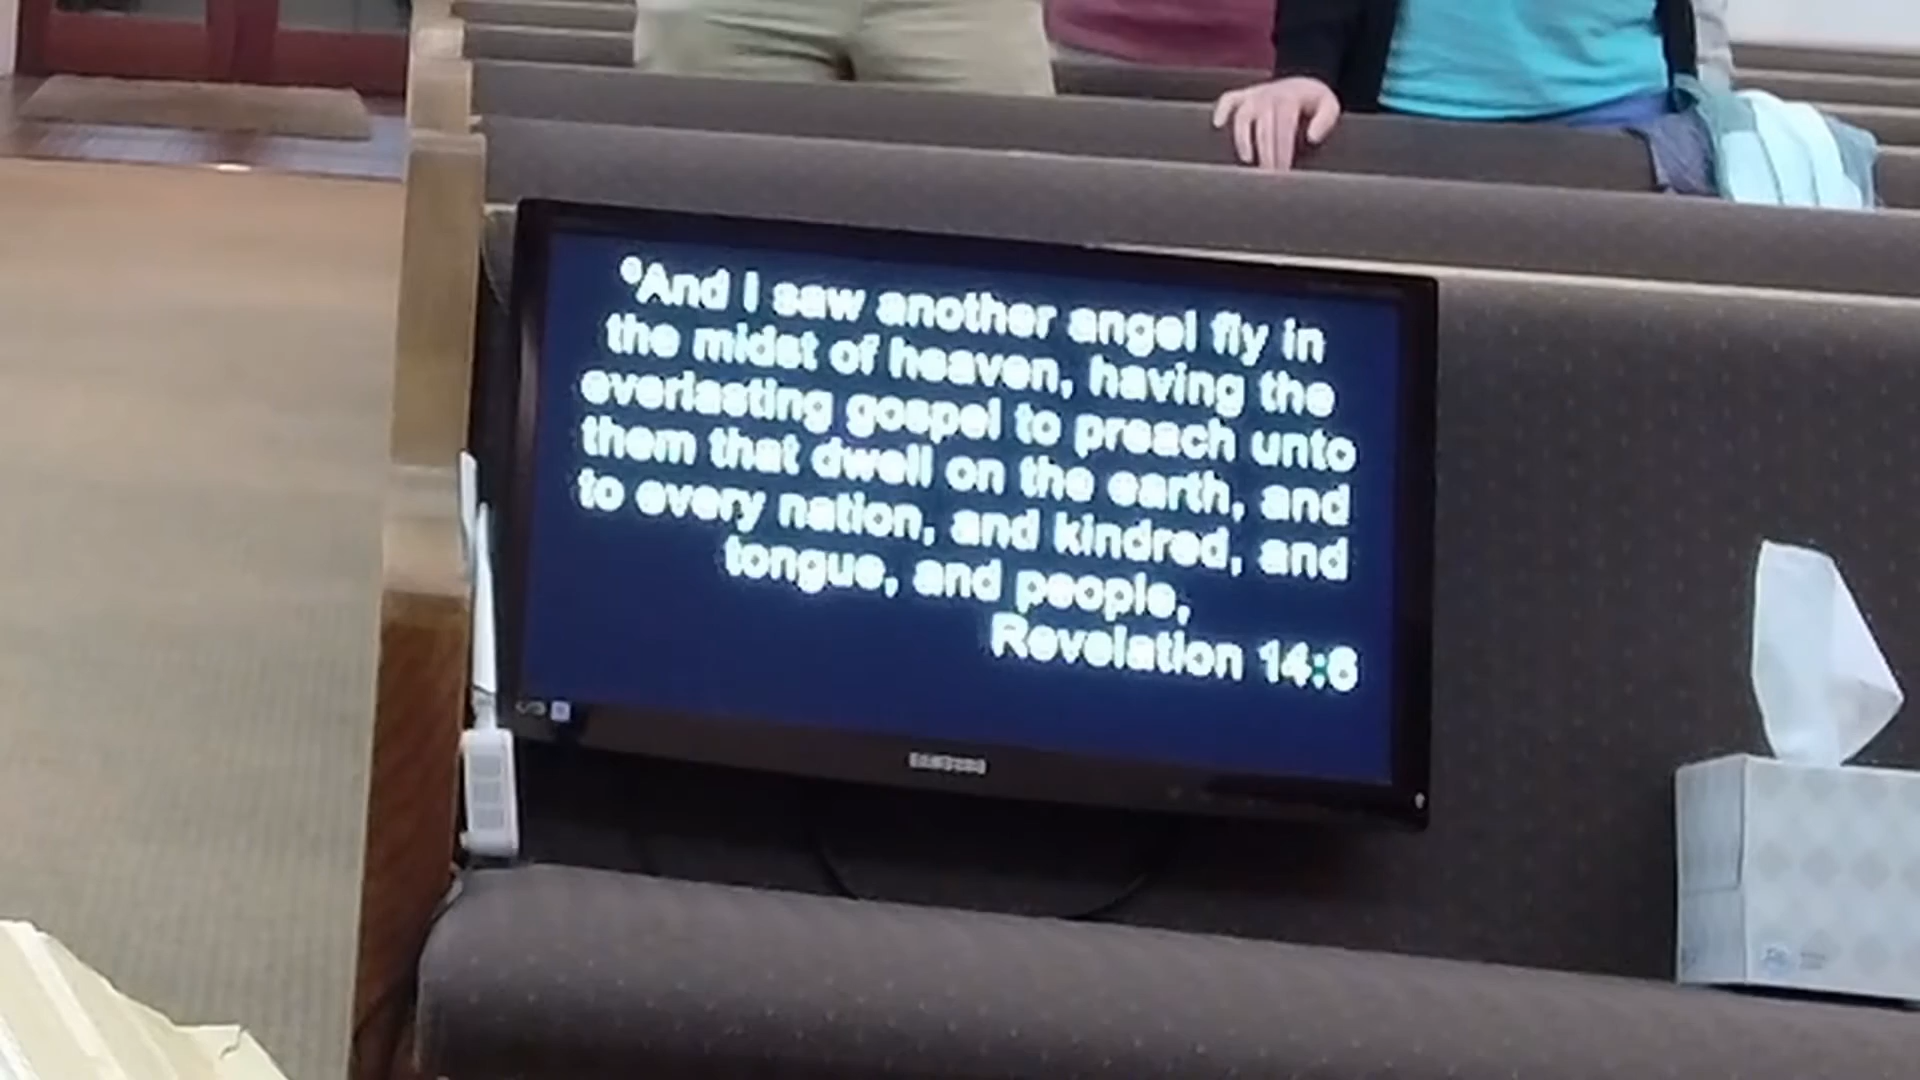 ⁶And I saw another angel fly in
the midst of heaven, having the
everlasting gospel to preach unto
them that dwell on the earth, and
to every nation, and kindred, and
tongue, and people,
Revelation 14:6
SAMSUNG